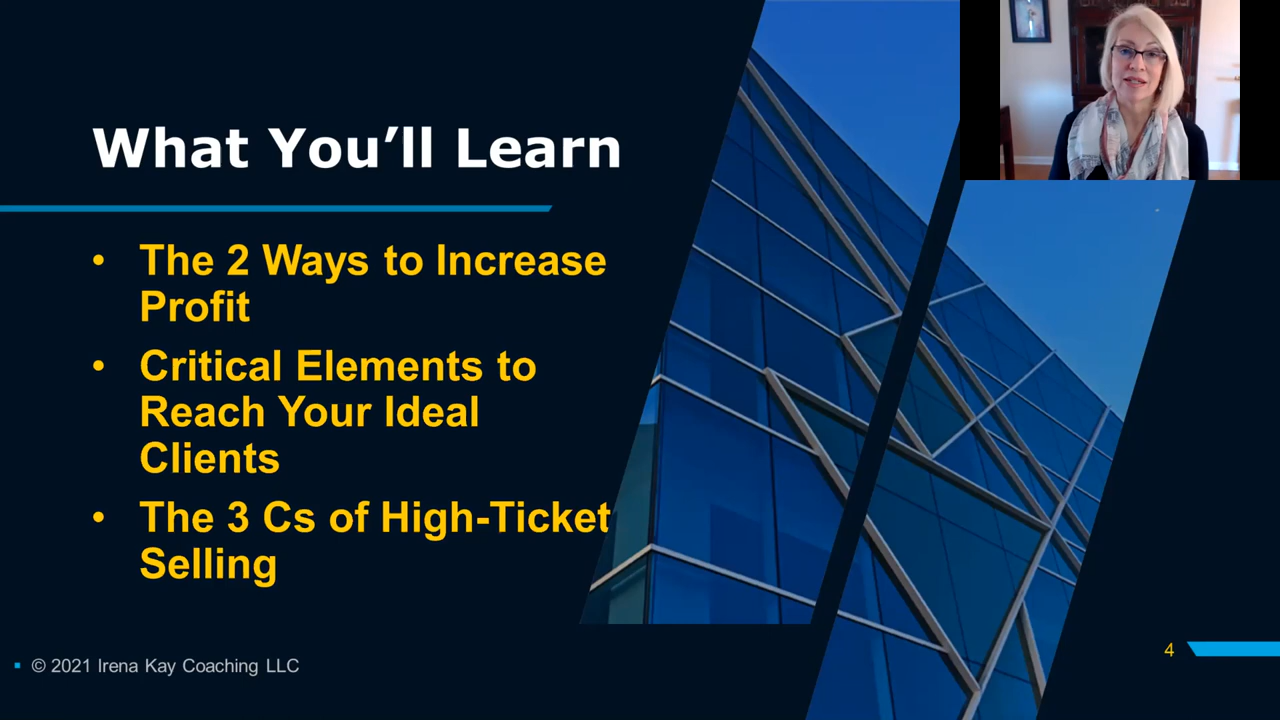 What You’ll Learn
• The 2 Ways to Increase
Profit
• Critical Elements to
Reach Your Ideal
Clients
• The 3 Cs of High-Ticket
Selling
▪ © 2021 Irena Kay Coaching LLC
4